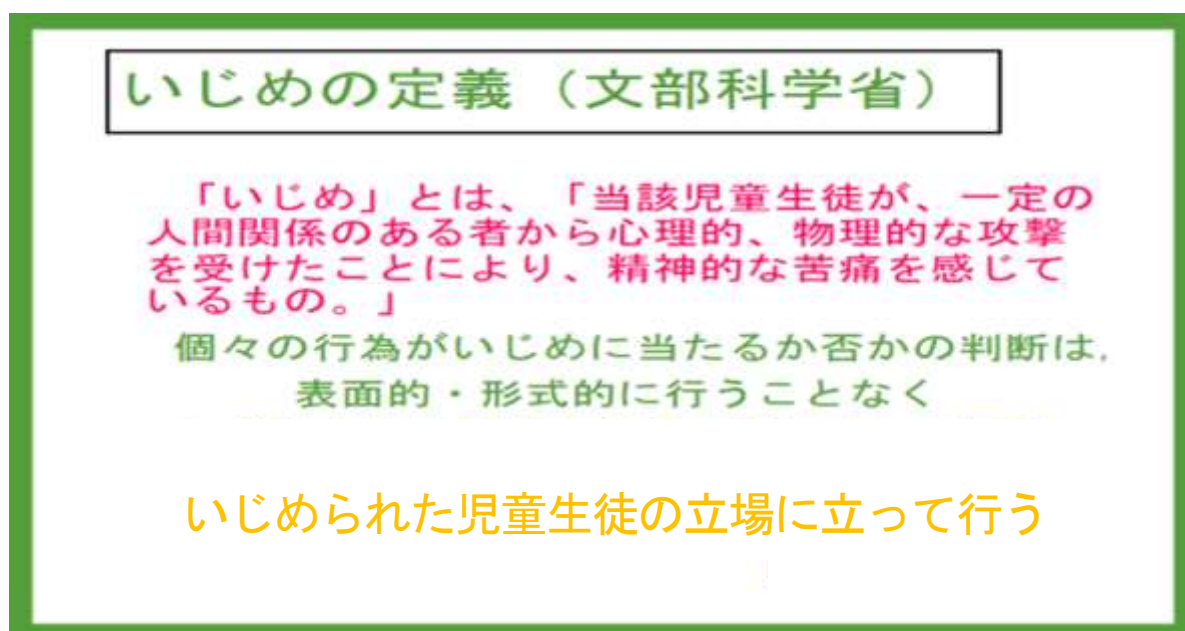 いじめの定義（文部科学省）
「いじめ」とは、「当該児童生徒が、一定の
人間関係のある者から心理的、物理的な攻撃
を受けたことにより、精神的な苦痛を感じて
いるもの。」
個々の行為がいじめに当たるか否かの判断は,
表面的・形式的に行うことなく
いじめられた児童生徒の立場に立って行う